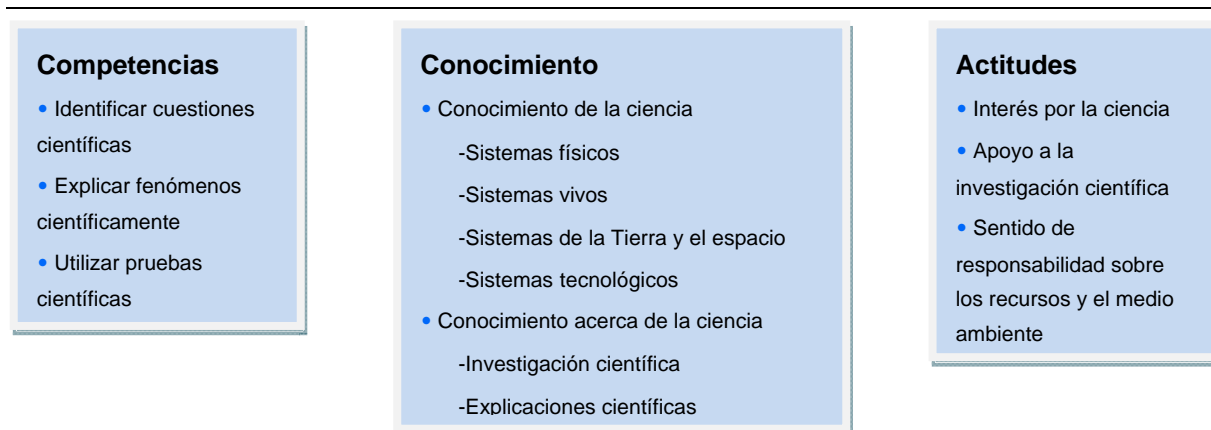 Competencias
• Identificar cuestiones
científicas
• Explicar fenómenos
científicamente
• Utilizar pruebas
científicas
Conocimiento
• Conocimiento de la ciencia
-Sistemas físicos
-Sistemas vivos
-Sistemas de la Tierra y el espacio
-Sistemas tecnológicos
• Conocimiento acerca de la ciencia
-Investigación científica
-Explicaciones científicas
Actitudes
• Interés por la ciencia
• Apoyo a la
investigación científica
• Sentido de
responsabilidad sobre
los recursos y el medio
ambiente